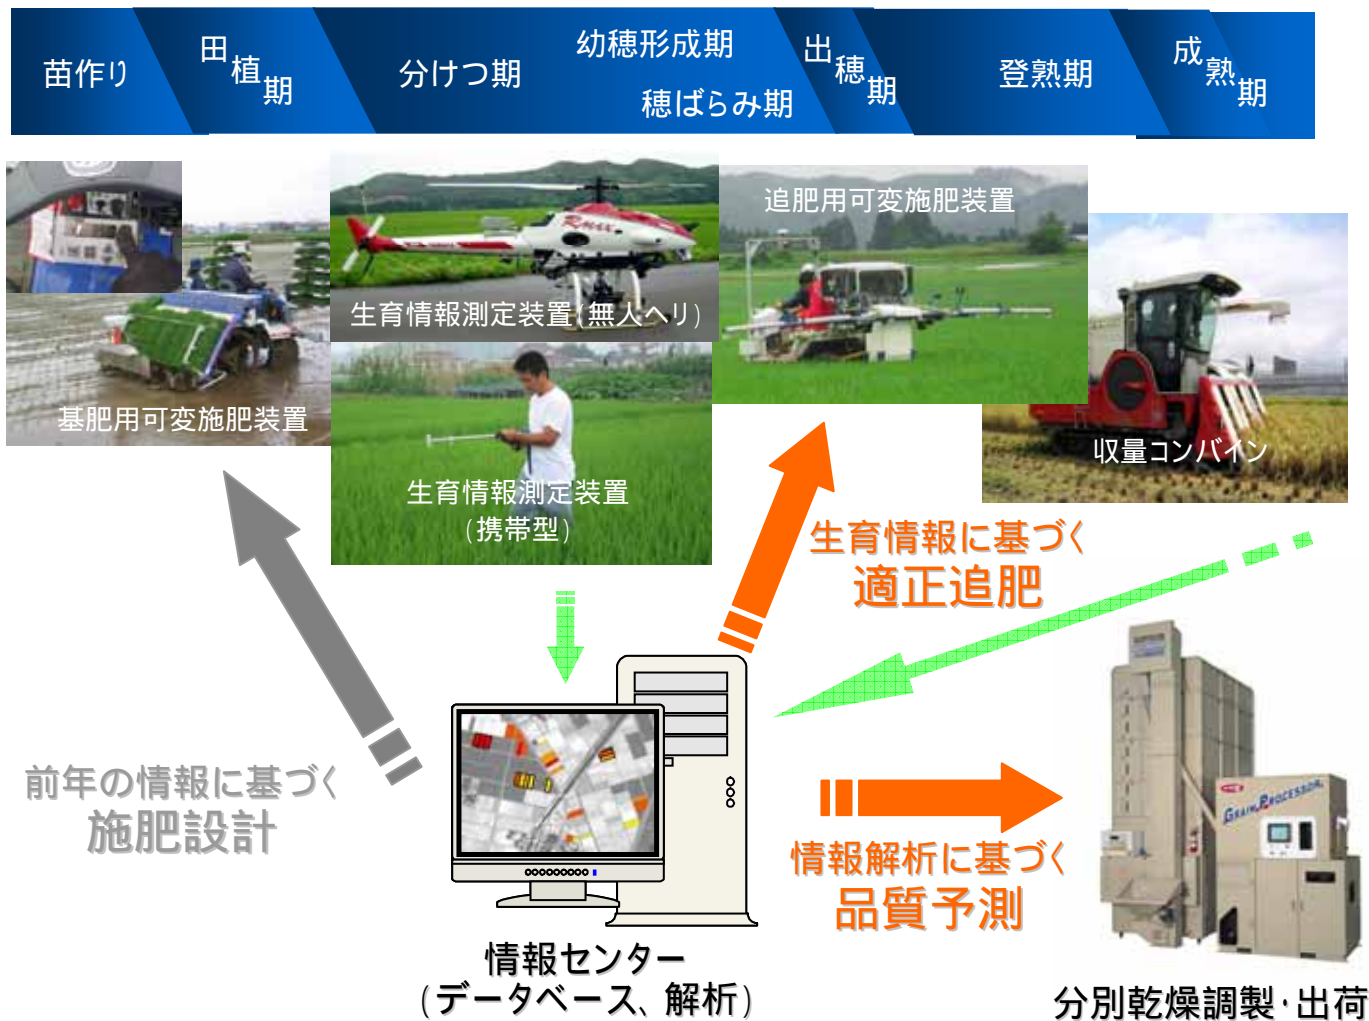 苗作り
田植期
分けつ期
幼穂形成期
穂ばらみ期
出穂期
登熟期
成熟期
基肥用可変施肥装置
RMAX
生育情報測定装置(無人ヘリ)
生育情報測定装置
(携帯型)
追肥用可変施肥装置
収量コンバイン
生育情報に基づく
適正追肥
前年の情報に基づく
施肥設計
情報解析に基づく
品質予測
GRAIN PROCESSOR
情報センター
(データベース、解析)
分別乾燥調製・出荷